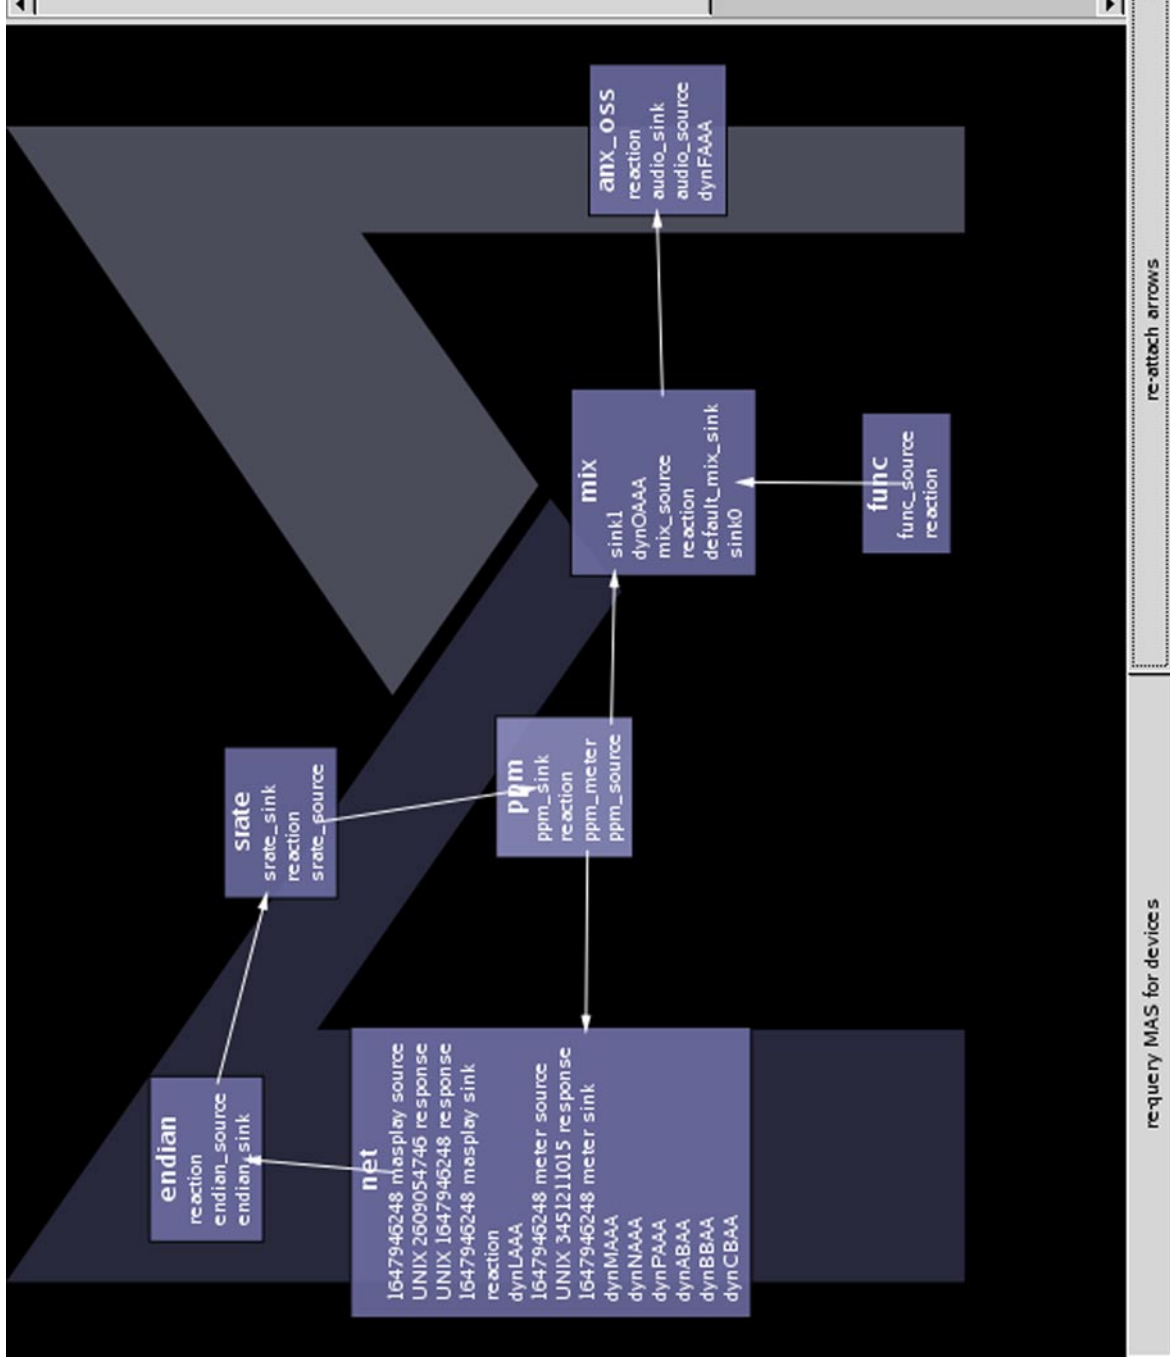 endian
reaction
endian_source
endian_sink
net
1647946248 masplay source
UNIX 2609054746 response
UNIX 1647946248 response
1647946248 masplay sink
reaction
dynLAAA
1647946248 meter source
UNIX 3451211015 response
1647946248 meter sink
dynMAAA
dynNAAA
dynPAAA
dynABAA
dynBBAA
dynCBAA
srate
srate_sink
reaction
srate_source
ppm
ppm_sink
reaction
ppm_meter
ppm_source
mix
sink1
dynOAAA
mix_source
reaction
default_mix_sink
sink0
func
func_source
reaction
anx_oss
reaction
audio_sink
audio_source
dynFAAA
re-query MAS for devices
re-attach arrows